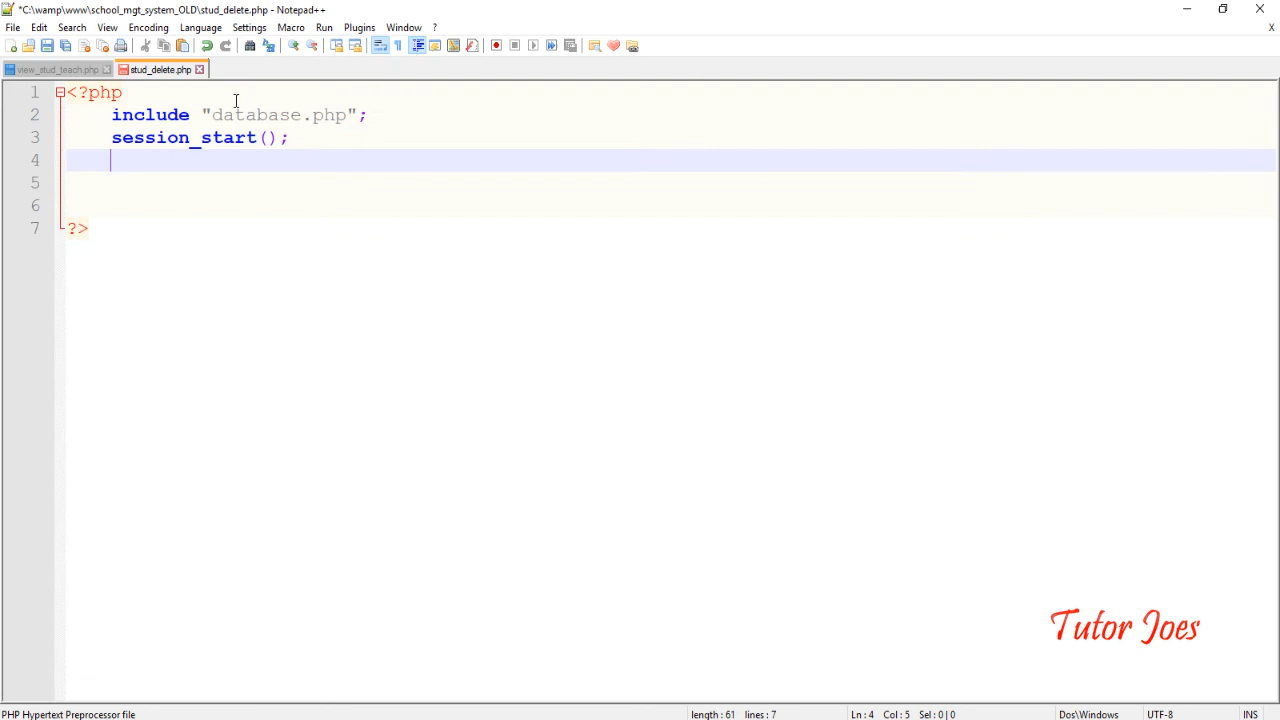 *C:\wamp\www\school_mgt_system_OLD\stud_delete.php - Notepad++
File Edit Search View Encoding Language Settings Macro Run Plugins Window ?
X
view_stud_teach.php stud_delete.php
1 <?php
2 include "database.php";
3 session_start();
4
5
6
7 ?>
Tutor Joes
PHP Hypertext Preprocessor file length : 61 lines : 7 Ln : 4 Col : 5 Sel : 0 | 0 Dos\Windows UTF-8 INS